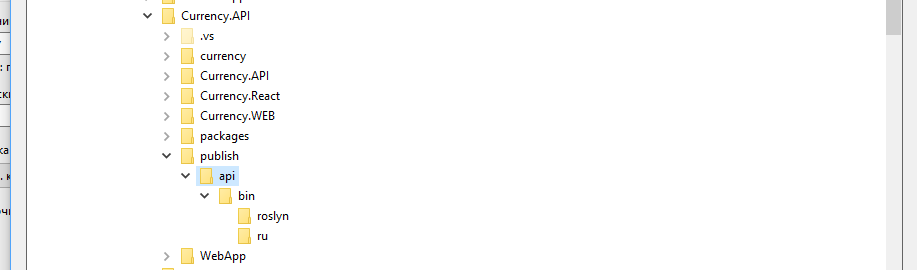 Currency.API
.vs
currency
Currency.API
Currency.React
Currency.WEB
packages
publish
api
bin
roslyn
ru
WebApp